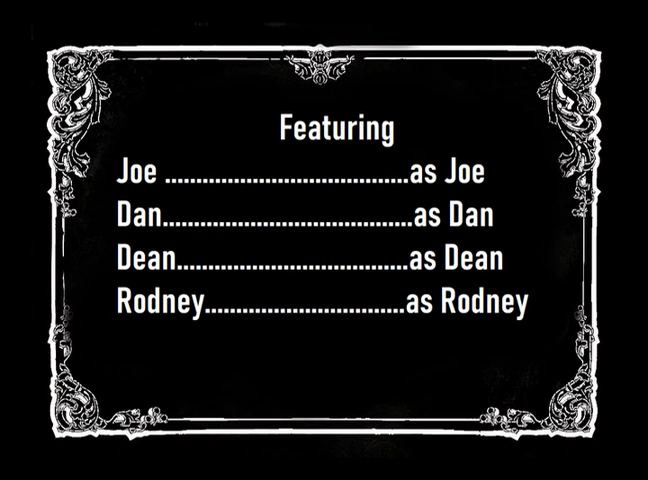 Featuring
Joe .......................................as Joe
Dan........................................as Dan
Dean.....................................as Dean
Rodney................................as Rodney